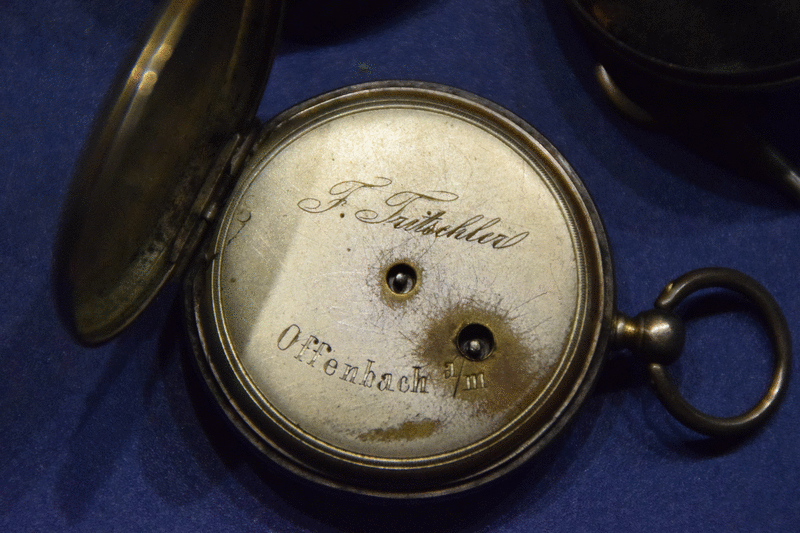 F. Tritschler
Offenbach a/m